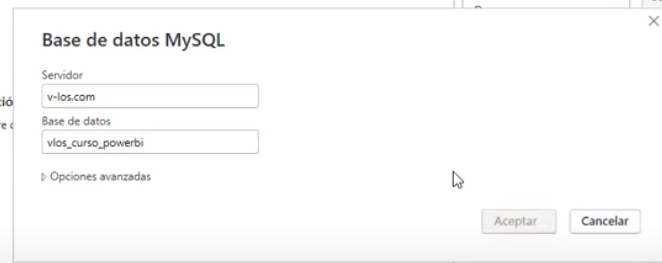 Base de datos MySQL
Servidor
v-los.com
Base de datos
vlos_curso_powerbi
Opciones avanzadas
Aceptar
Cancelar